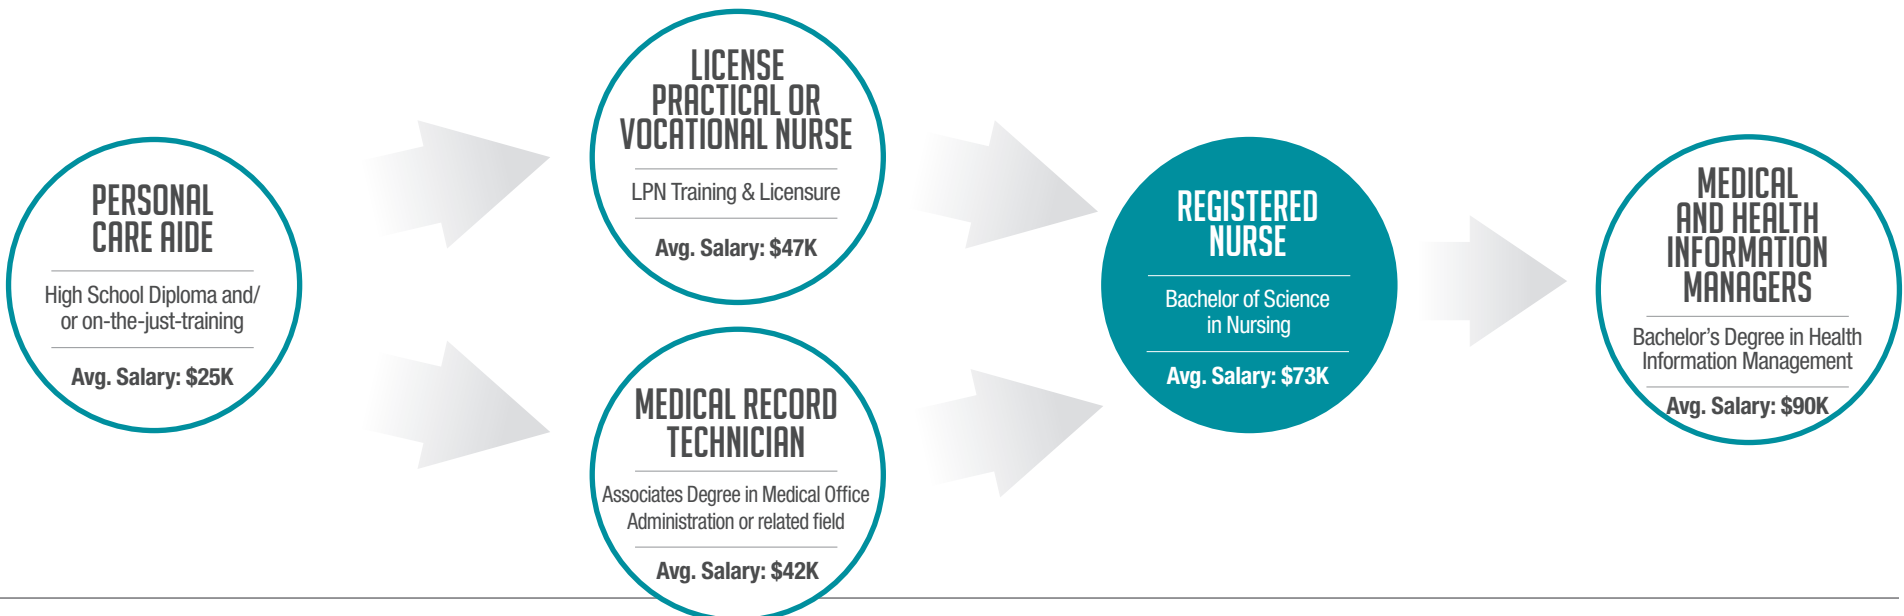 PERSONAL
CARE AIDE
High School Diploma and/
or on-the-just-training
Avg. Salary: $25K
LICENSE
PRACTICAL OR
VOCATIONAL NURSE
LPN Training & Licensure
Avg. Salary: $47K
MEDICAL RECORD
TECHNICIAN
Associates Degree in Medical Office
Administration or related field
Avg. Salary: $42K
REGISTERED
NURSE
Bachelor of Science
in Nursing
Avg. Salary: $73K
MEDICAL
AND HEALTH
INFORMATION
MANAGERS
Bachelor’s Degree in Health
Information Management
Avg. Salary: $90K